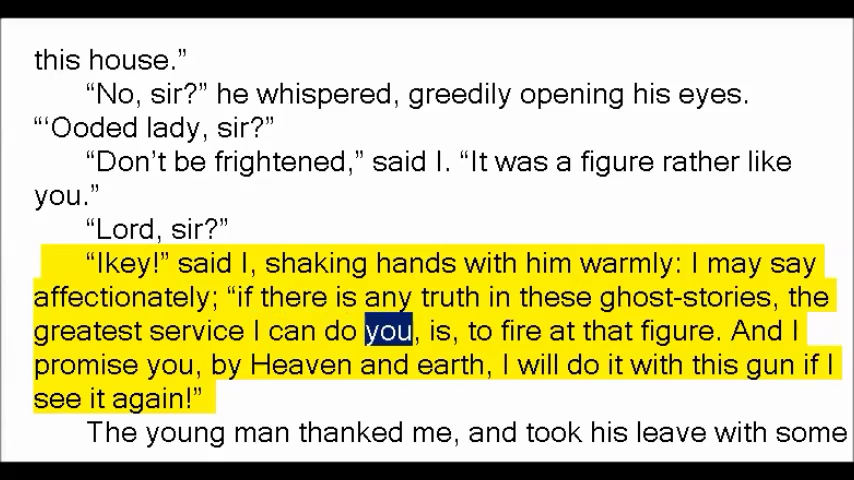 this house.”
“No, sir?” he whispered, greedily opening his eyes.
“‘Ooded lady, sir?”
“Don’t be frightened,” said I. “It was a figure rather like
you.”
“Lord, sir?”
“Ikey!” said I, shaking hands with him warmly: I may say
affectionately; “if there is any truth in these ghost-stories, the
greatest service I can do you, is, to fire at that figure. And I
promise you, by Heaven and earth, I will do it with this gun if I
see it again!”
The young man thanked me, and took his leave with some